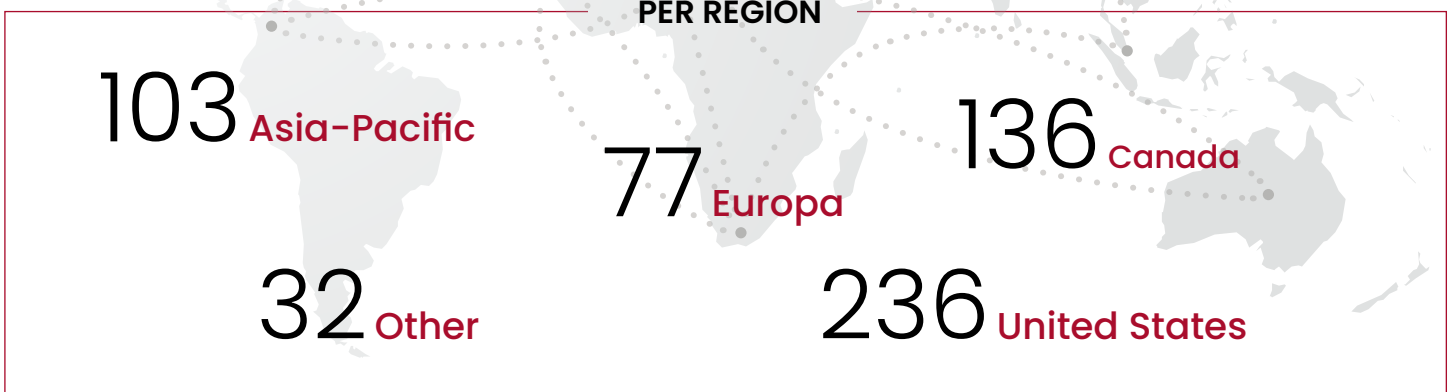 PER REGION
103 Asia-Pacific
136 Canada
77 Europa
32 Other
236 United States